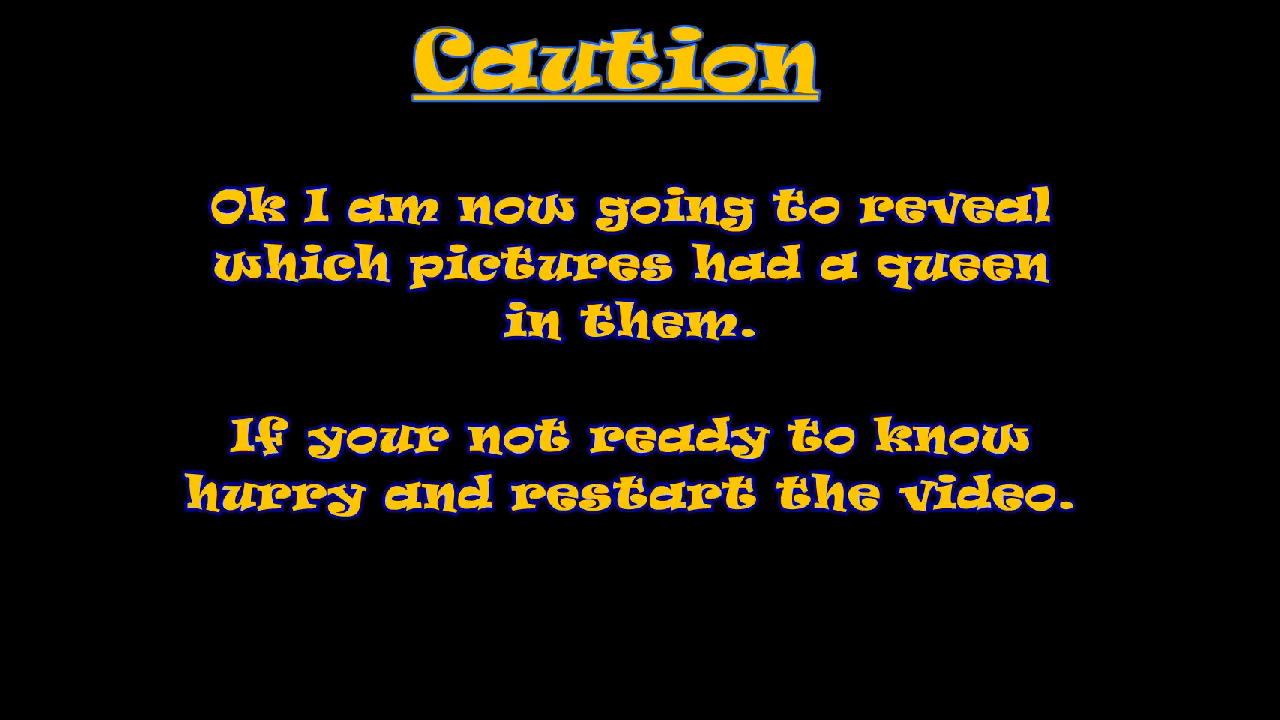 Caution
Ok I am now going to reveal
which pictures had a queen
in them.
If your not ready to know
hurry and restart the video.